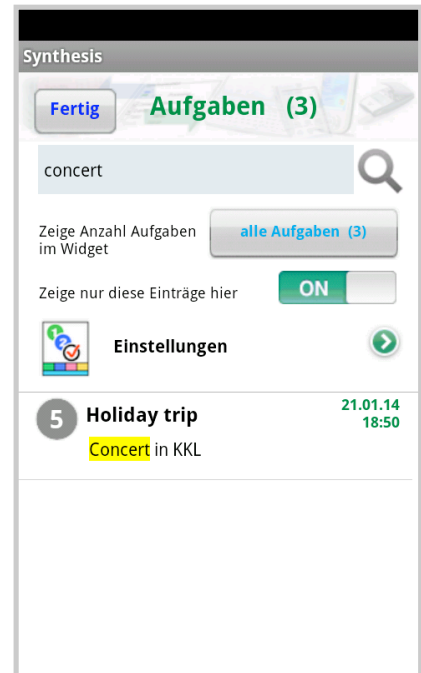 Synthesis
Fertig
Aufgaben (3)
concert
Zeige Anzahl Aufgaben
im Widget
alle Aufgaben (3)
Zeige nur diese Einträge hier
ON
Einstellungen
5
Holiday trip
21.01.14
18:50
Concert in KKL